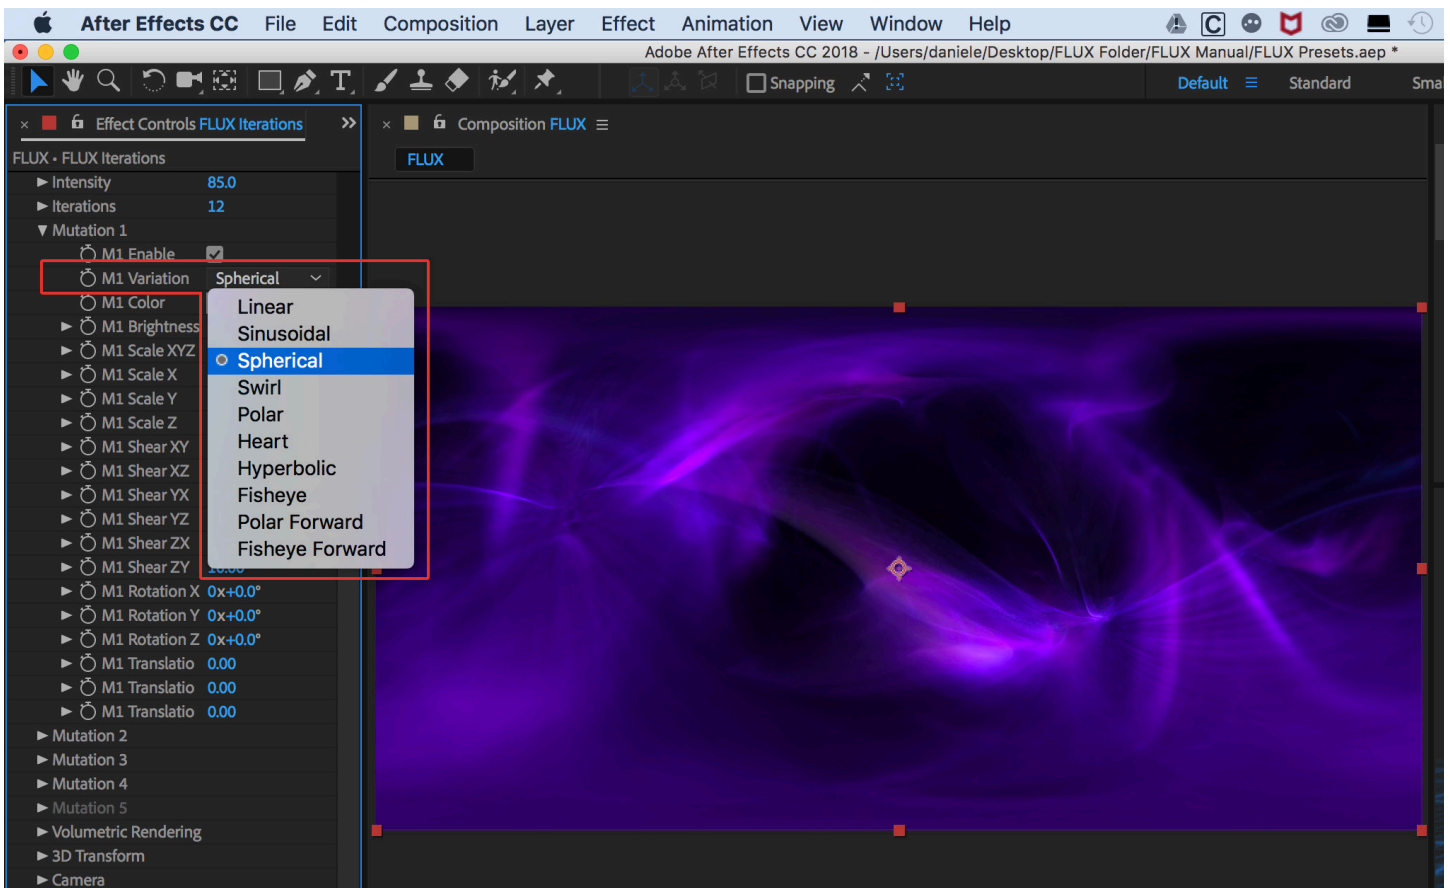 After Effects CC File Edit Composition Layer Effect Animation View Window Help
Adobe After Effects CC 2018 - /Users/daniele/Desktop/FLUX Folder/FLUX Manual/FLUX Presets.aep *
Snapping Default Standard Smal
Effect Controls FLUX Iterations
Composition FLUX
FLUX • FLUX Iterations
FLUX
Intensity 85.0
Iterations 12
Mutation 1
M1 Enable
M1 Variation Spherical
M1 Color
M1 Brightness
M1 Scale XYZ
M1 Scale X
M1 Scale Y
M1 Scale Z
M1 Shear XY
M1 Shear XZ
M1 Shear YX
M1 Shear YZ
M1 Shear ZX
M1 Shear ZY
Linear
Sinusoidal
Spherical
Swirl
Polar
Heart
Hyperbolic
Fisheye
Polar Forward
Fisheye Forward
M1 Rotation X 0x+0.0°
M1 Rotation Y 0x+0.0°
M1 Rotation Z 0x+0.0°
M1 Translatio 0.00
M1 Translatio 0.00
M1 Translatio 0.00
Mutation 2
Mutation 3
Mutation 4
Mutation 5
Volumetric Rendering
3D Transform
Camera